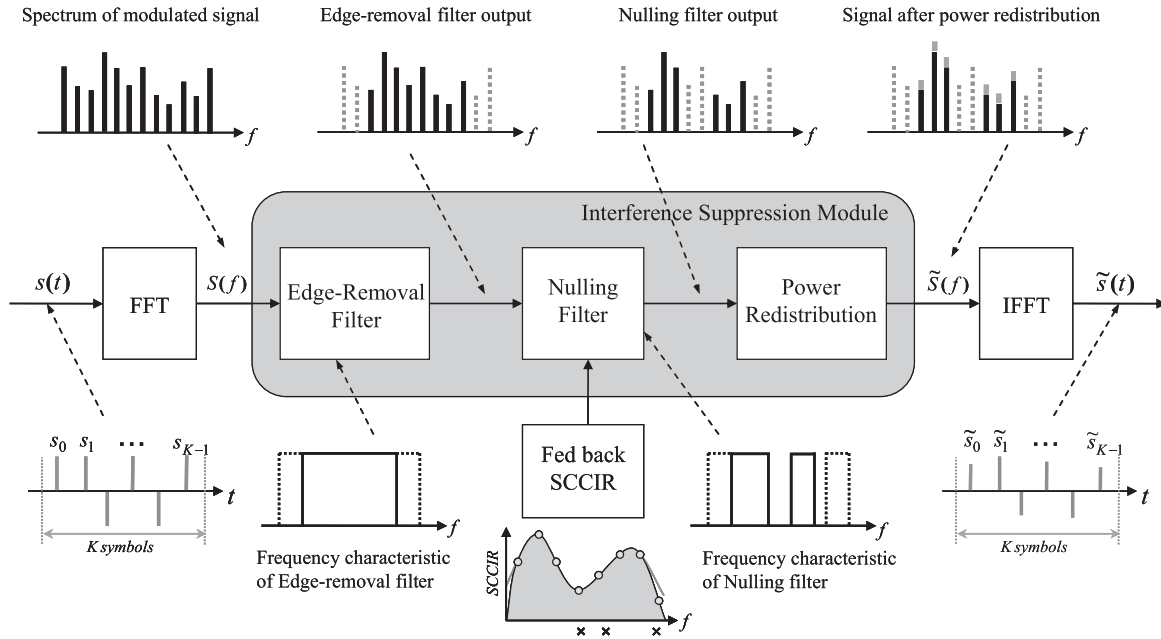 Spectrum of modulated signal
Edge-removal filter output
Nulling filter output
Signal after power redistribution
f
f
f
f
Interference Suppression Module
s(t)
FFT
S(f)
Edge-Removal
Filter
Nulling
Filter
Power
Redistribution
S̃(f)
IFFT
s̃(t)
s₀ s₁ ... s_{K−1}
t
K symbols
f
Frequency characteristic
of Edge-removal filter
Fed back
SCCIR
SCCIR
f
× × ×
f
Frequency characteristic
of Nulling filter
s̃₀ s̃₁ ... s̃_{K−1}
t
K symbols